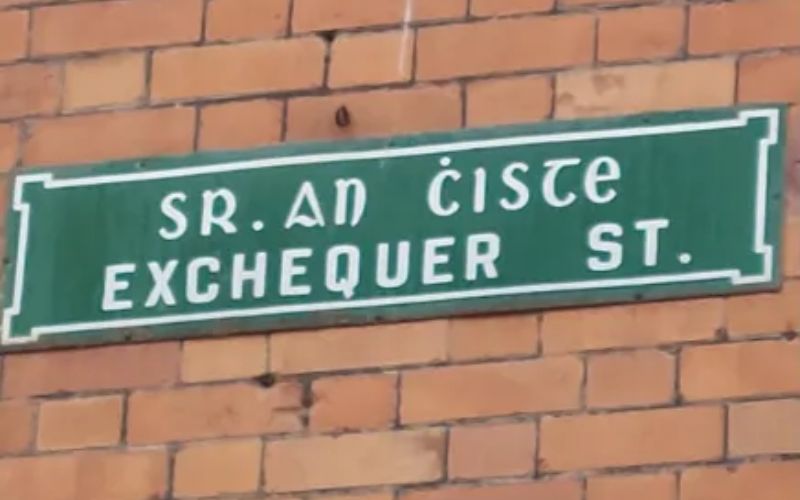 SR. AN ĊISTE
EXCHEQUER ST.